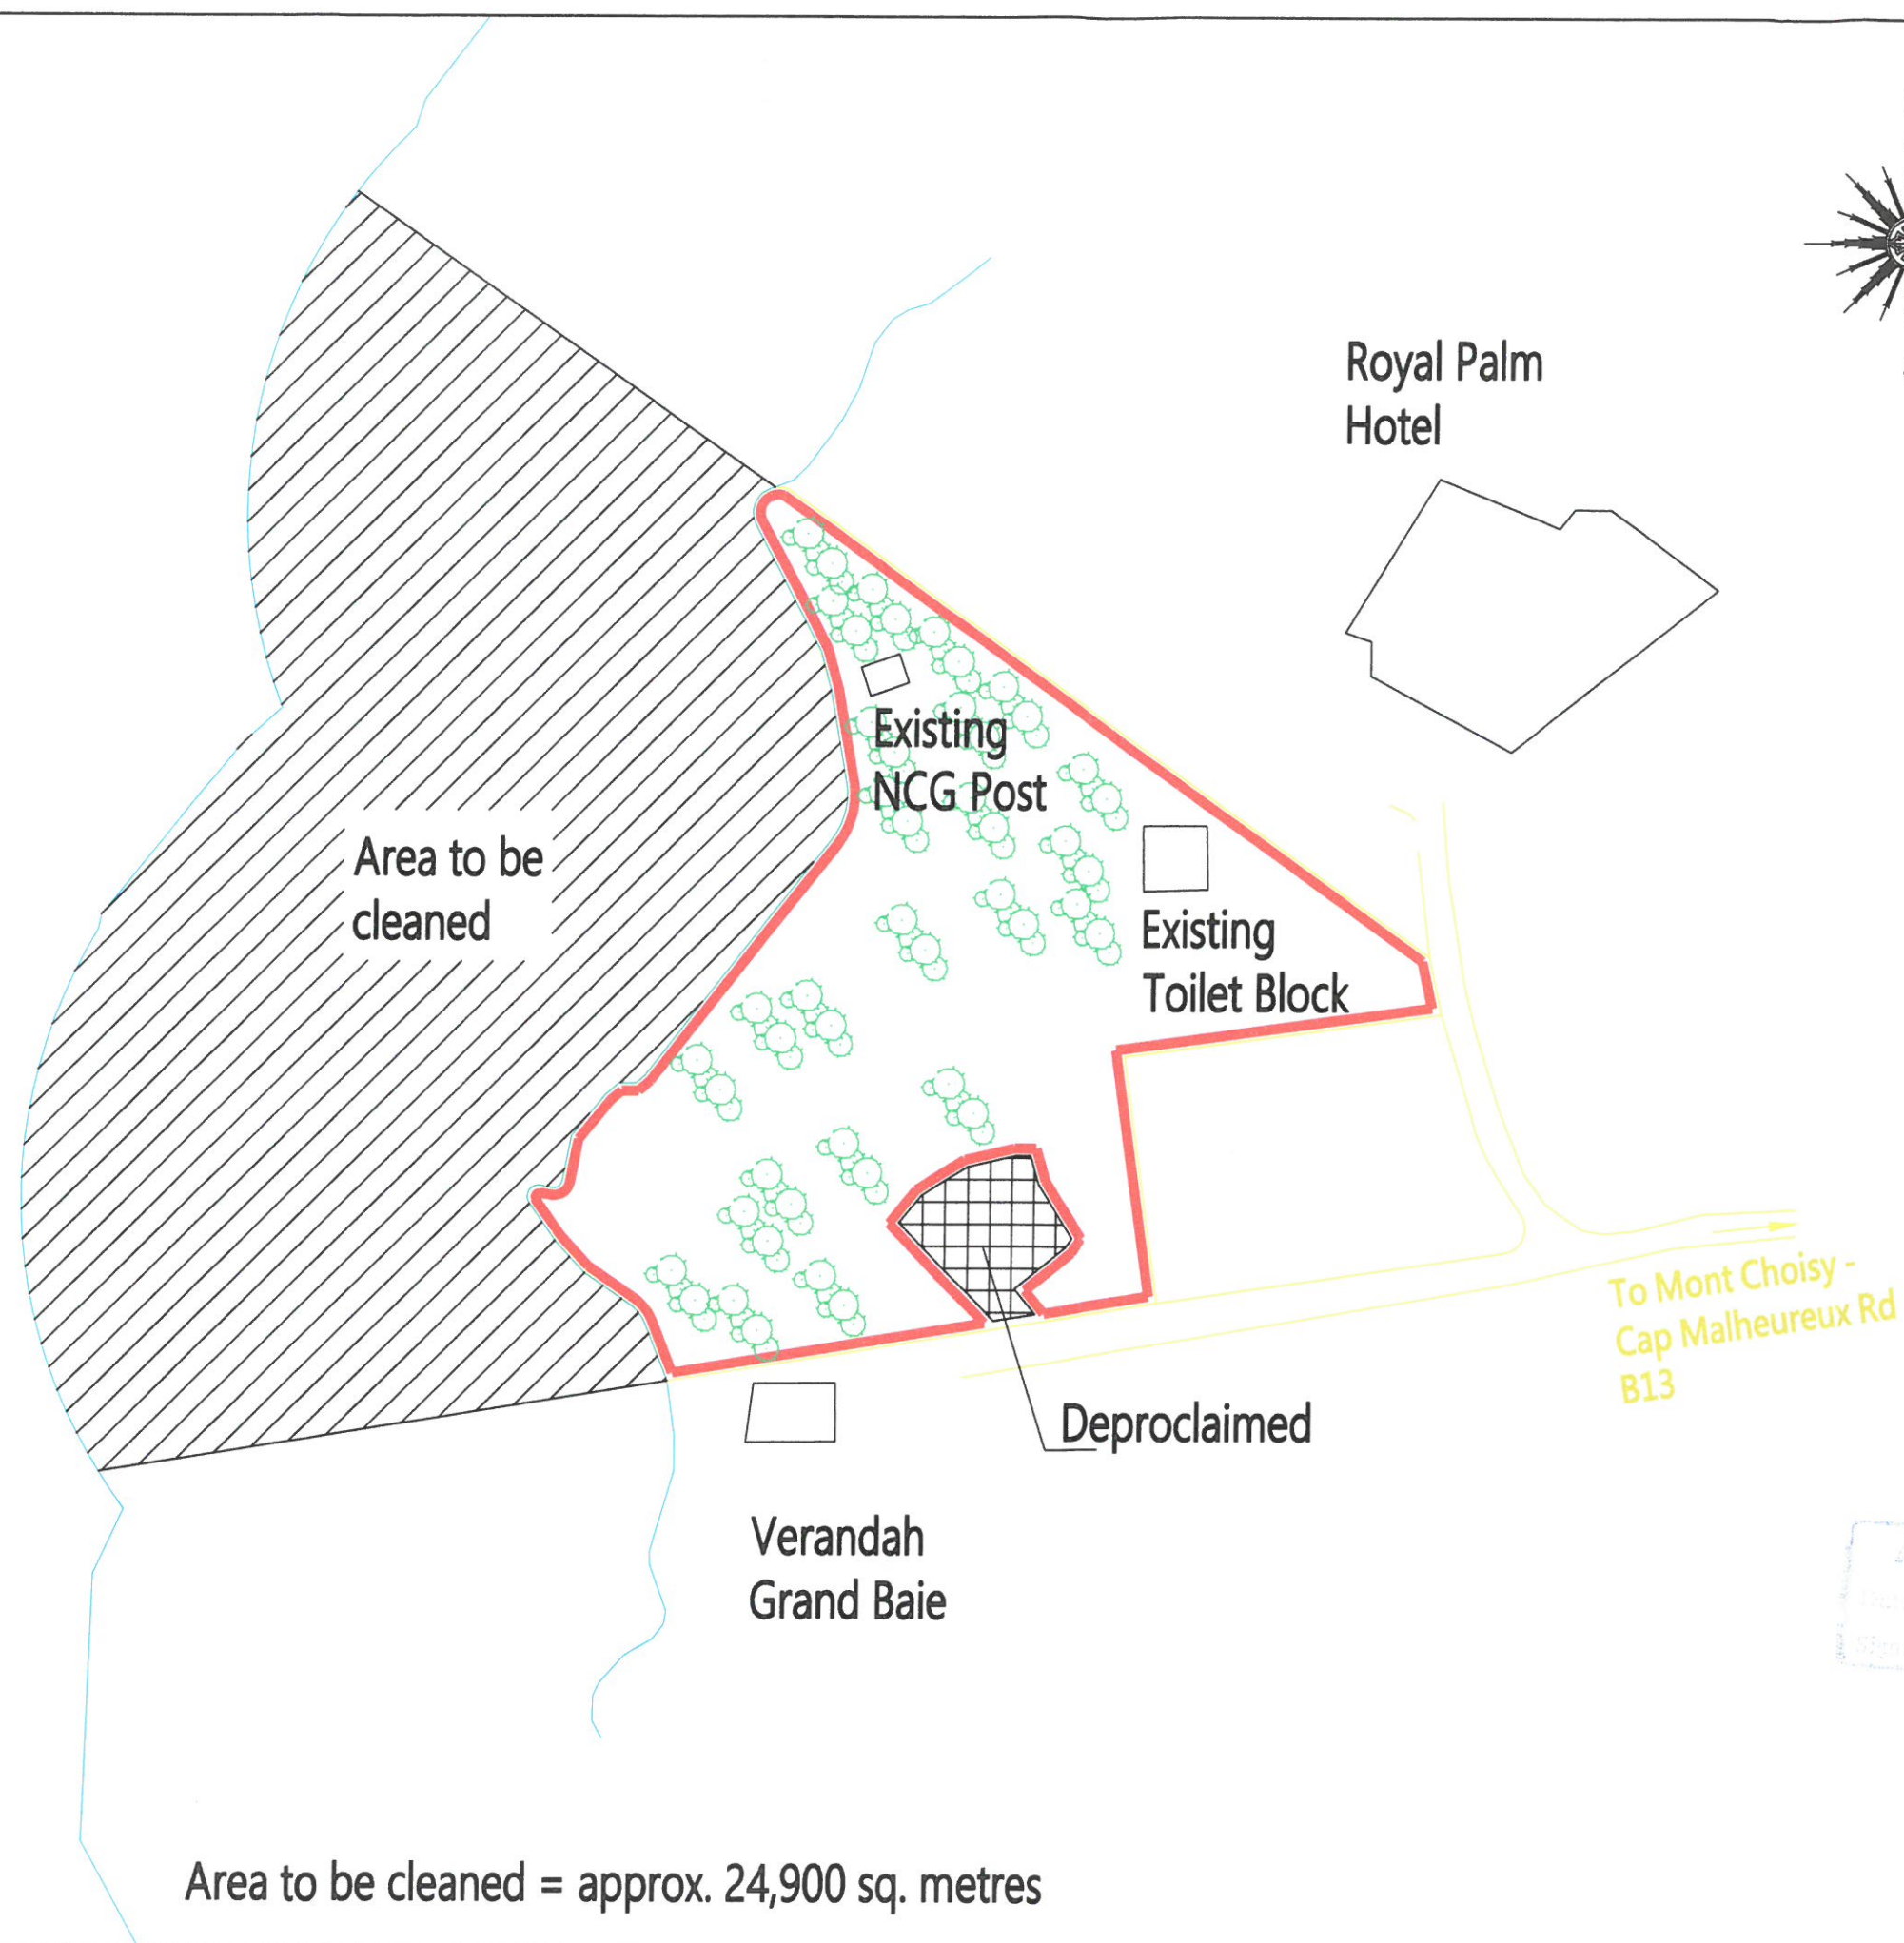 Royal Palm
Hotel
Existing
NCG Post
Area to be
cleaned
Existing
Toilet Block
To Mont Choisy -
Cap Malheureux Rd
B13
Deproclaimed
Verandah
Grand Baie
Area to be cleaned = approx. 24,900 sq. metres